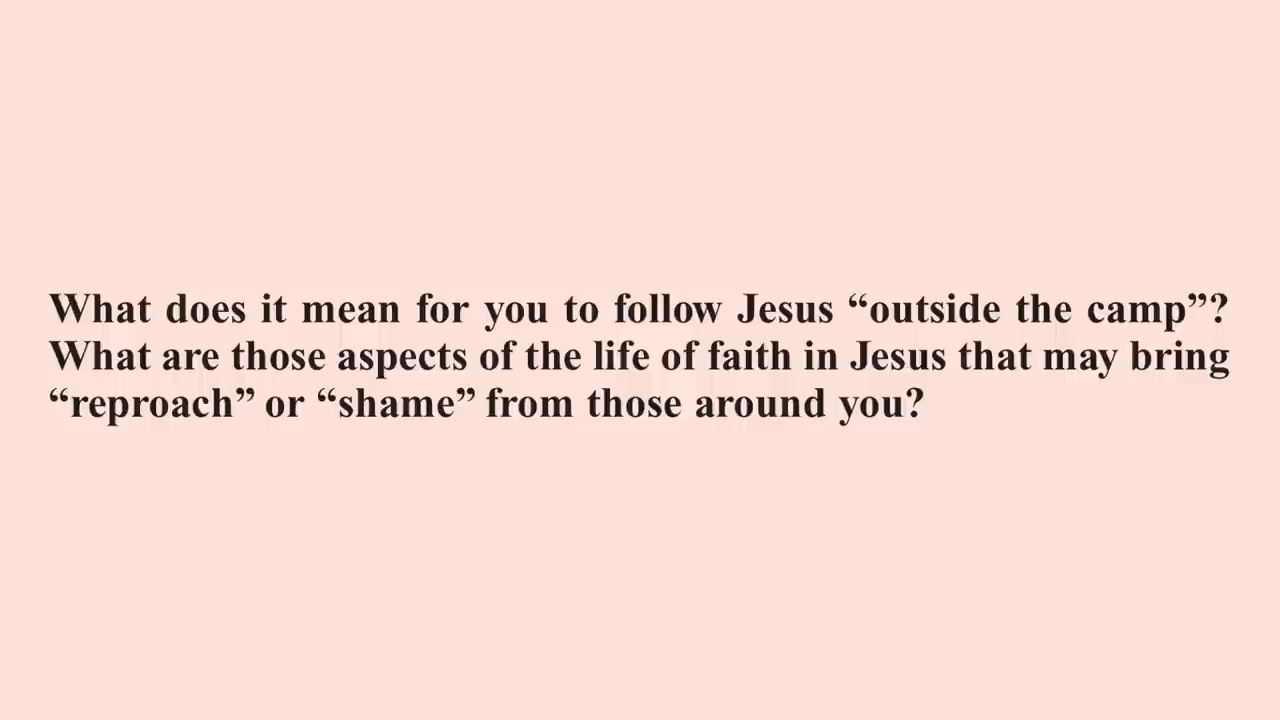 What does it mean for you to follow Jesus “outside the camp”?
What are those aspects of the life of faith in Jesus that may bring
“reproach” or “shame” from those around you?